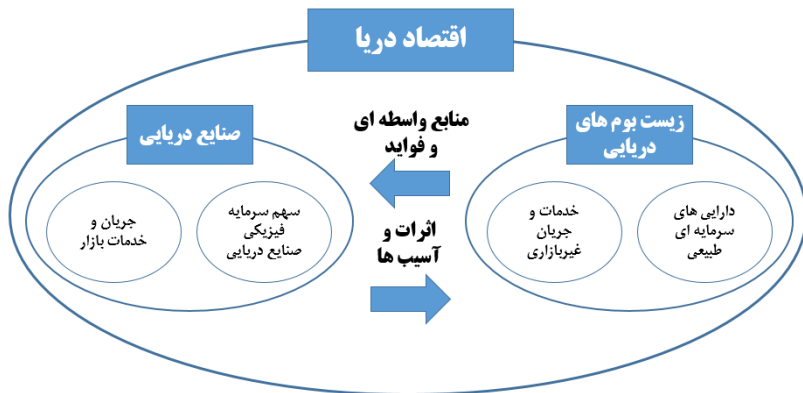 اقتصاد دریا
زیست بوم های
دریایی
دارایی های
سرمایه ای
طبیعی
خدمات و
جریان
غیربازاری
منابع واسطه ای
و فواید
اثرات و
آسیب ها
صنایع دریایی
سهم سرمایه
فیزیکی
صنایع دریایی
جریان و
خدمات بازار